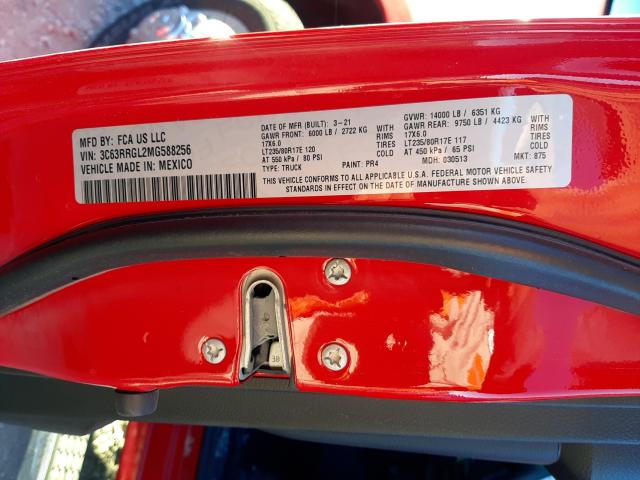 MFD BY: FCA US LLC
VIN: 3C63RRGL2MG588256
VEHICLE MADE IN: MEXICO
DATE OF MFR (BUILT): 3-21
GAWR FRONT: 6000 LB / 2722 KG
17X6.0 WITH
LT235/80R17E 120 TIRES AT
AT 550 kPa / 80 PSI COLD
TYPE: TRUCK PAINT: PR4
GVWR: 14000 LB / 6351 KG
GAWR REAR: 9750 LB / 4423 KG
17X6.0 WITH
LT235/80R17E 117 TIRES
AT 450 kPa / 65 PSI COLD
MDH: 030513 MKT: 875
THIS VEHICLE CONFORMS TO ALL APPLICABLE U.S.A. FEDERAL MOTOR VEHICLE SAFETY
STANDARDS IN EFFECT ON THE DATE OF MANUFACTURE SHOWN ABOVE.